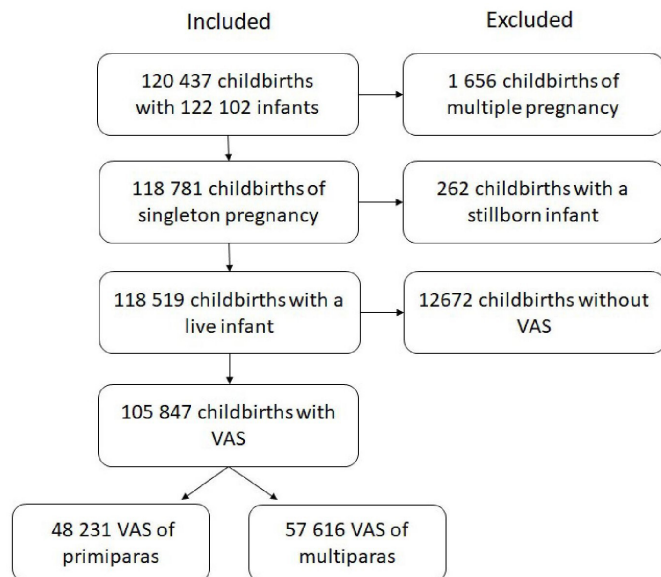 Included
Excluded
120 437 childbirths
with 122 102 infants
1 656 childbirths of
multiple pregnancy
118 781 childbirths of
singleton pregnancy
262 childbirths with a
stillborn infant
118 519 childbirths with a
live infant
12672 childbirths without
VAS
105 847 childbirths with
VAS
48 231 VAS of
primiparas
57 616 VAS of
multiparas